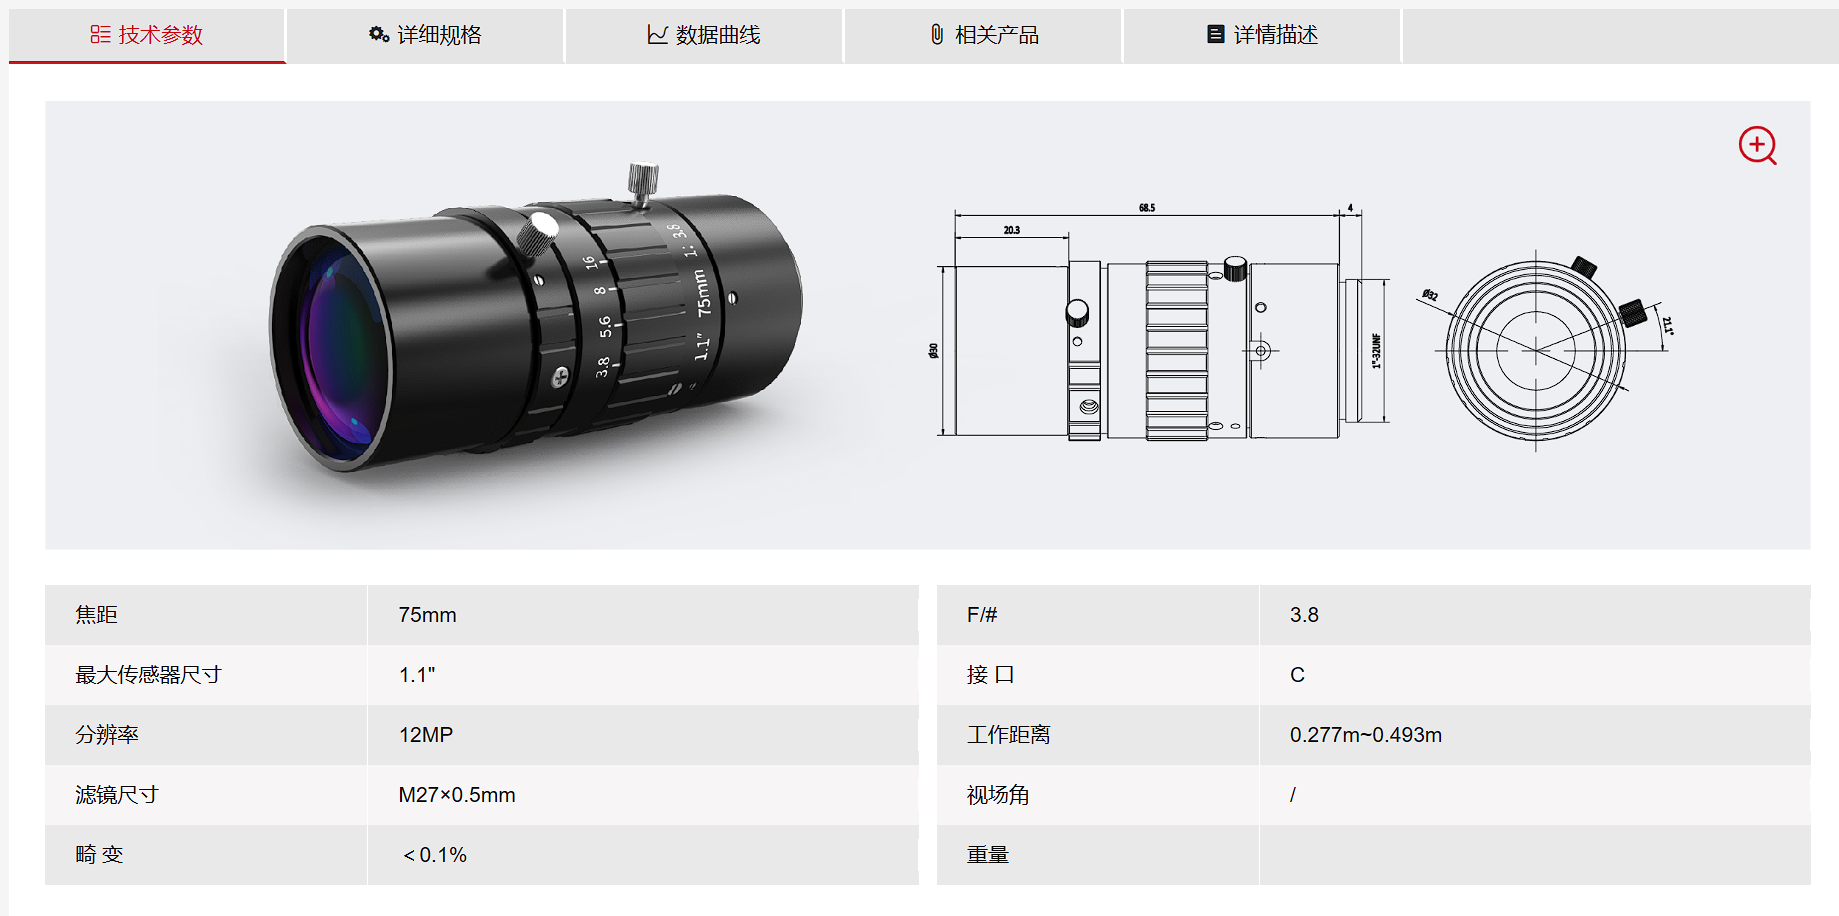 技术参数 详细规格 数据曲线 相关产品 详情描述
16
8
5.6
3.8
1.1" 75mm 1: 3.8
68.5
4
20.3
Ø30
1"-32UNF
Ø32
21.1°
焦距 75mm F/# 3.8
最大传感器尺寸 1.1" 接 口 C
分辨率 12MP 工作距离 0.277m~0.493m
滤镜尺寸 M27×0.5mm 视场角 /
畸 变 ＜0.1% 重量